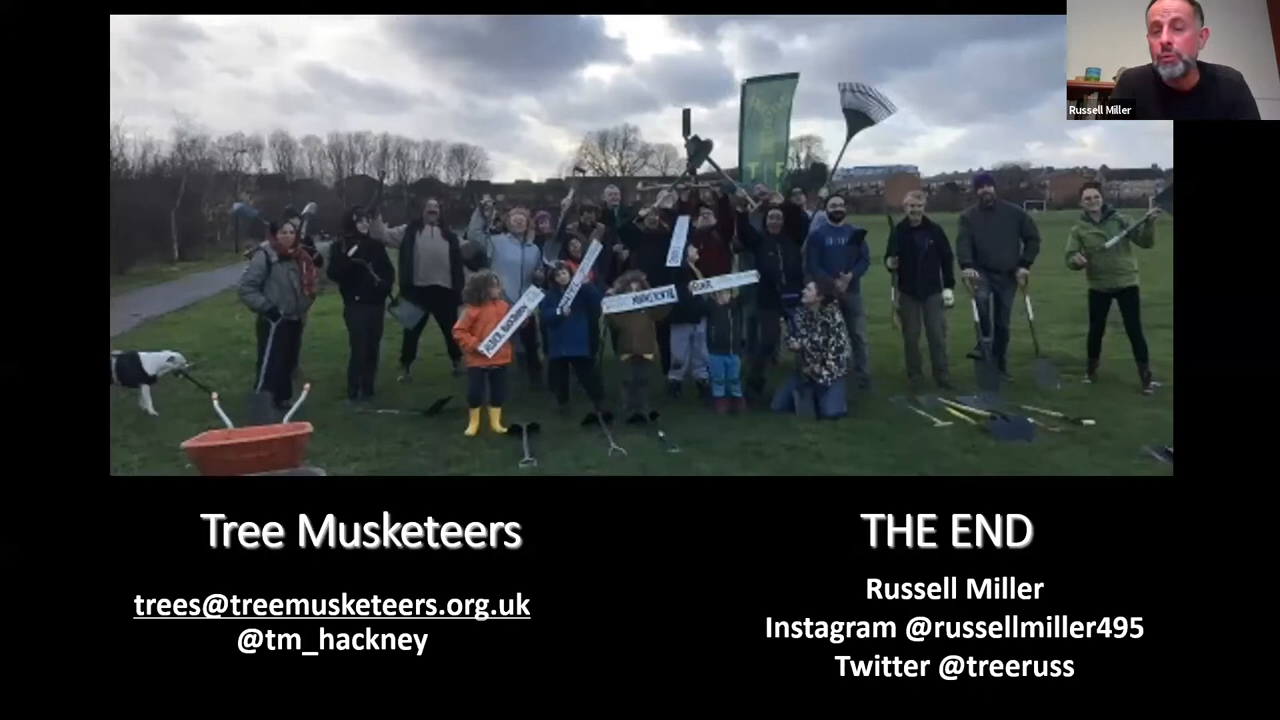 Russell Miller
Tree Musketeers
trees@treemusketeers.org.uk
@tm_hackney
THE END
Russell Miller
Instagram @russellmiller495
Twitter @treeruss